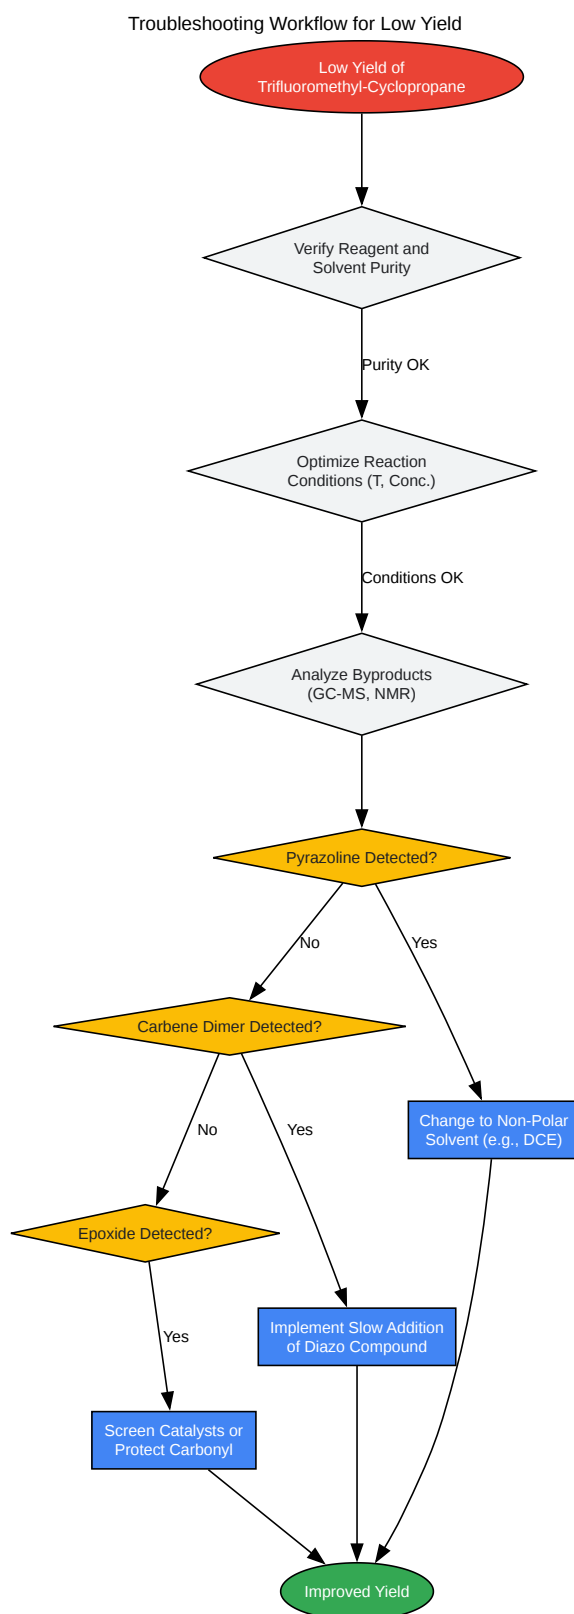 Troubleshooting Workflow for Low Yield
Low Yield of
Trifluoromethyl-Cyclopropane
Verify Reagent and
Solvent Purity
Purity OK
Optimize Reaction
Conditions (T, Conc.)
Conditions OK
Analyze Byproducts
(GC-MS, NMR)
Pyrazoline Detected?
No
Yes
Carbene Dimer Detected?
Change to Non-Polar
Solvent (e.g., DCE)
No
Yes
Epoxide Detected?
Implement Slow Addition
of Diazo Compound
Yes
Screen Catalysts or
Protect Carbonyl
Improved Yield